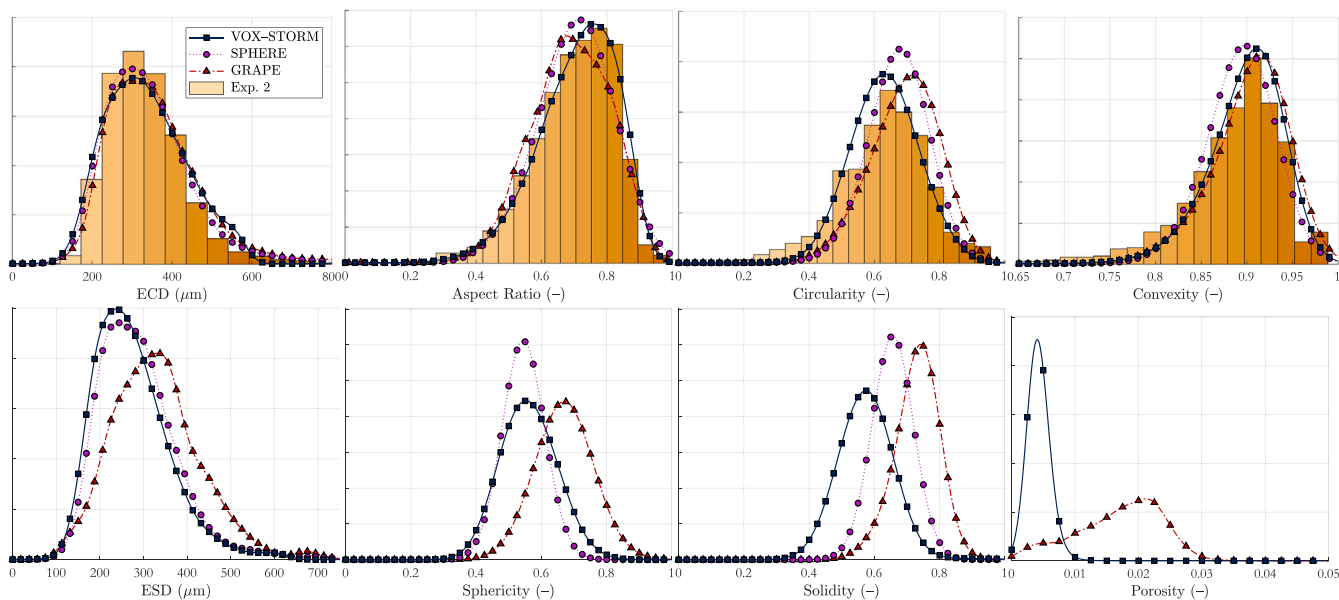 VOX–STORM
SPHERE
GRAPE
Exp. 2
0 200 400 600 800
ECD (μm)
0 0.2 0.4 0.6 0.8 1
Aspect Ratio (–)
0 0.2 0.4 0.6 0.8 1
Circularity (–)
0.65 0.7 0.75 0.8 0.85 0.9 0.95 1
Convexity (–)
0 100 200 300 400 500 600 700
ESD (μm)
0 0.2 0.4 0.6 0.8 1
Sphericity (–)
0 0.2 0.4 0.6 0.8 1
Solidity (–)
0 0.01 0.02 0.03 0.04 0.05
Porosity (–)